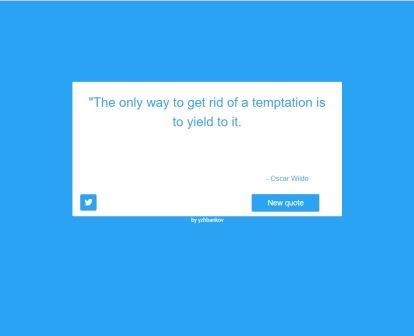 "The only way to get rid of a temptation is
to yield to it.
- Oscar Wilde
New quote
by yzhbankov